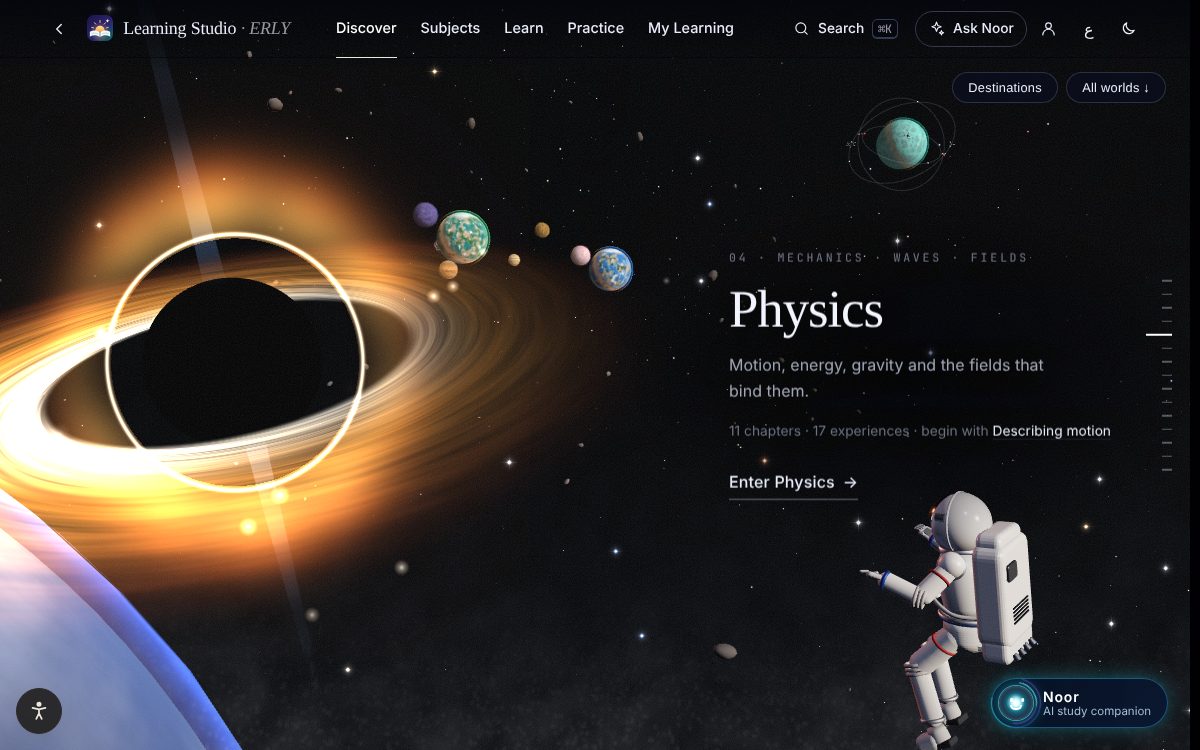 Learning Studio · ERLY
Discover
Subjects
Learn
Practice
My Learning
Search
⌘K
Ask Noor
ع
Destinations
All worlds ↓
04 · MECHANICS · WAVES · FIELDS
Physics
Motion, energy, gravity and the fields that
bind them.
11 chapters · 17 experiences · begin with Describing motion
Enter Physics →
Noor
AI study companion